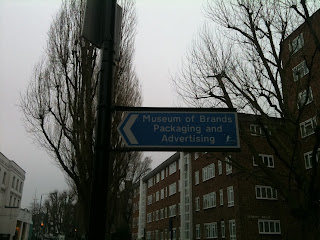 Museum of Brands
Packaging and
Advertising